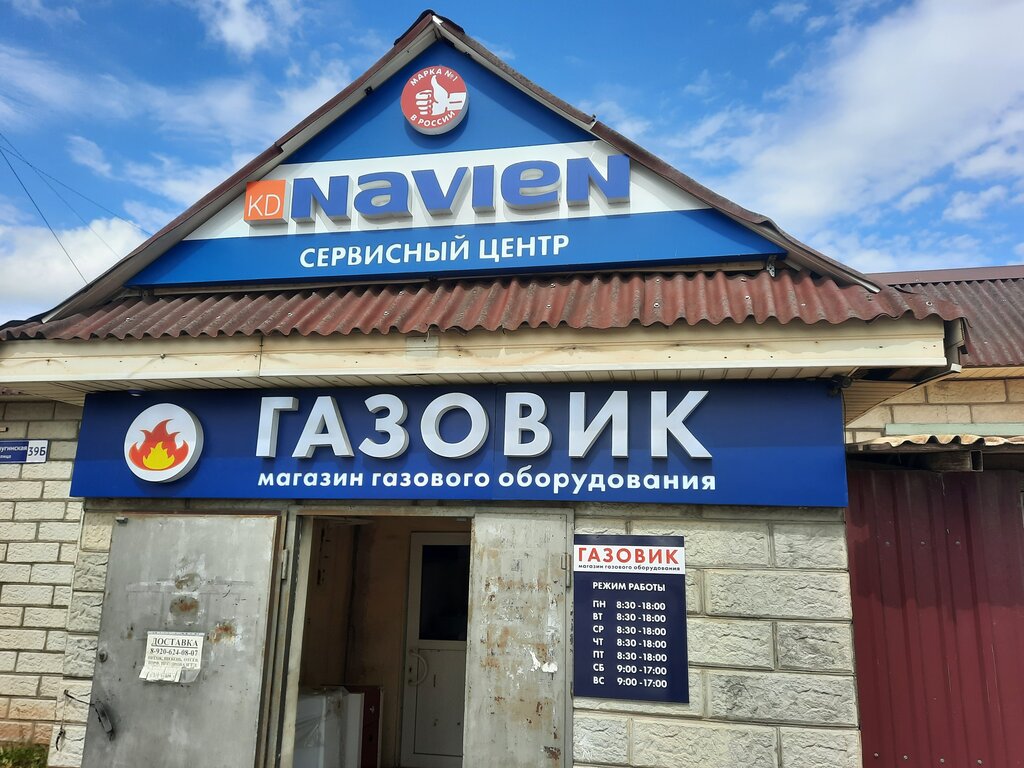 МАРКА №1
В РОССИИ
KD NAVIEN
СЕРВИСНЫЙ ЦЕНТР
ГАЗОВИК
магазин газового оборудования
39Б
ГАЗОВИК
магазин газового оборудования
РЕЖИМ РАБОТЫ
ПН 8:30-18:00
ВТ 8:30-18:00
СР 8:30-18:00
ЧТ 8:30-18:00
ПТ 8:30-18:00
СБ 9:00-17:00
ВС 9:00-17:00
ДОСТАВКА
8-920-624-08-07